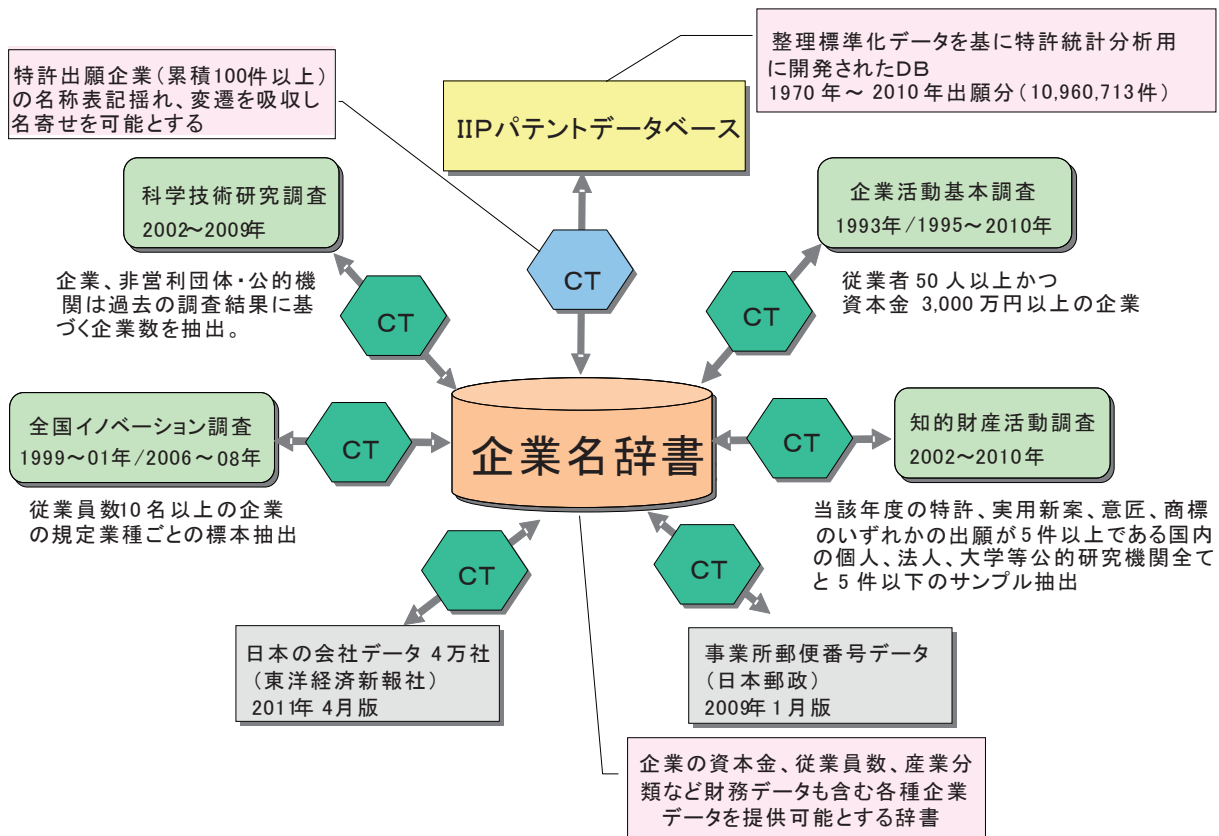 特許出願企業(累積100件以上)
の名称表記揺れ、変遷を吸収し
名寄せを可能とする
整理標準化データを基に特許統計分析用
に開発されたDB
1970年～2010年出願分(10,960,713件)
IIPパテントデータベース
科学技術研究調査
2002～2009年
企業活動基本調査
1993年/1995～2010年
CT
企業、非営利団体・公的機
関は過去の調査結果に基
づく企業数を抽出。
CT
CT
従業者50人以上かつ
資本金 3,000万円以上の企業
全国イノベーション調査
1999～01年/2006～08年
CT
企業名辞書
CT
知的財産活動調査
2002～2010年
従業員数10名以上の企業
の規定業種ごとの標本抽出
当該年度の特許、実用新案、意匠、商標
のいずれかの出願が5件以上である国内
の個人、法人、大学等公的研究機関全て
と5件以下のサンプル抽出
CT
CT
日本の会社データ4万社
(東洋経済新報社)
2011年4月版
事業所郵便番号データ
(日本郵政)
2009年1月版
企業の資本金、従業員数、産業分
類など財務データも含む各種企業
データを提供可能とする辞書